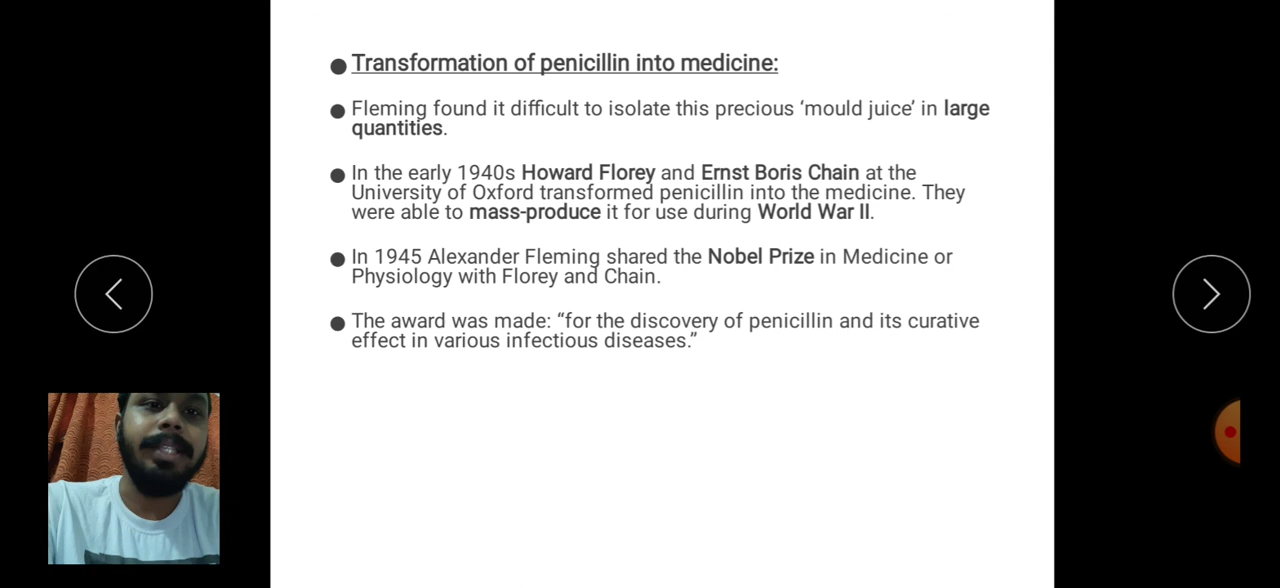 Transformation of penicillin into medicine:
Fleming found it difficult to isolate this precious ‘mould juice’ in large
quantities.
In the early 1940s Howard Florey and Ernst Boris Chain at the
University of Oxford transformed penicillin into the medicine. They
were able to mass-produce it for use during World War II.
In 1945 Alexander Fleming shared the Nobel Prize in Medicine or
Physiology with Florey and Chain.
The award was made: “for the discovery of penicillin and its curative
effect in various infectious diseases.”